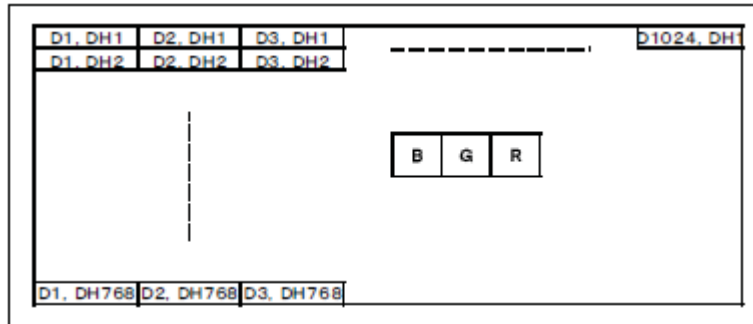 D1, DH1 D2, DH1 D3, DH1 D1024, DH1
D1, DH2 D2, DH2 D3, DH2
B G R
D1, DH768 D2, DH768 D3, DH768